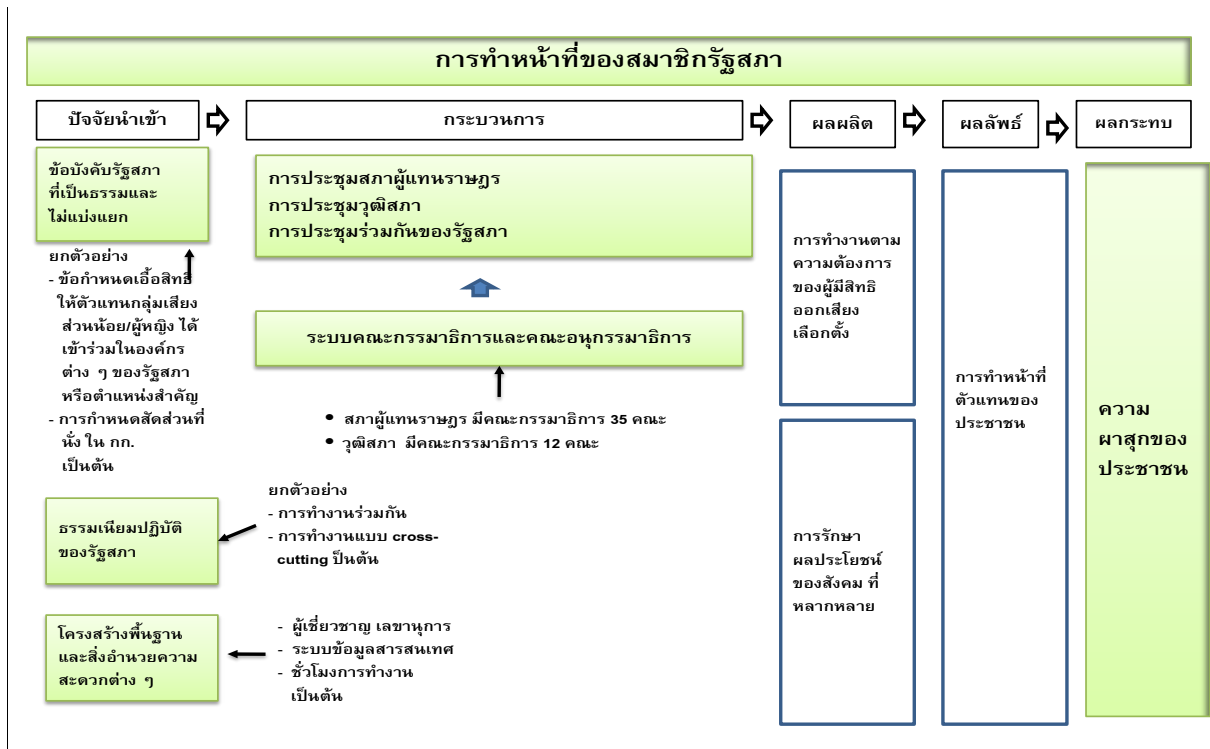 การทำหน้าที่ของสมาชิกรัฐสภา
ปัจจัยนำเข้า
กระบวนการ
ผลผลิต
ผลลัพธ์
ผลกระทบ
ข้อบังคับรัฐสภา
ที่เป็นธรรมและ
ไม่แบ่งแยก
ยกตัวอย่าง
- ข้อกำหนดเอื้อสิทธิ
ให้ตัวแทนกลุ่มเสียง
ส่วนน้อย/ผู้หญิง ได้
เข้าร่วมในองค์กร
ต่าง ๆ ของรัฐสภา
หรือตำแหน่งสำคัญ
- การกำหนดสัดส่วนที่
นั่ง ใน กก.
เป็นต้น
ธรรมเนียมปฏิบัติ
ของรัฐสภา
โครงสร้างพื้นฐาน
และสิ่งอำนวยความ
สะดวกต่าง ๆ
การประชุมสภาผู้แทนราษฎร
การประชุมวุฒิสภา
การประชุมร่วมกันของรัฐสภา
ระบบคณะกรรมาธิการและคณะอนุกรรมาธิการ
• สภาผู้แทนราษฎร มีคณะกรรมาธิการ 35 คณะ
• วุฒิสภา มีคณะกรรมาธิการ 12 คณะ
ยกตัวอย่าง
- การทำงานร่วมกัน
- การทำงานแบบ cross-
cutting ป็นต้น
- ผู้เชี่ยวชาญ เลขานุการ
- ระบบข้อมูลสารสนเทศ
- ชั่วโมงการทำงาน
เป็นต้น
การทำงานตาม
ความต้องการ
ของผู้มีสิทธิ
ออกเสียง
เลือกตั้ง
การรักษา
ผลประโยชน์
ของสังคม ที่
หลากหลาย
การทำหน้าที่
ตัวแทนของ
ประชาชน
ความ
ผาสุกของ
ประชาชน